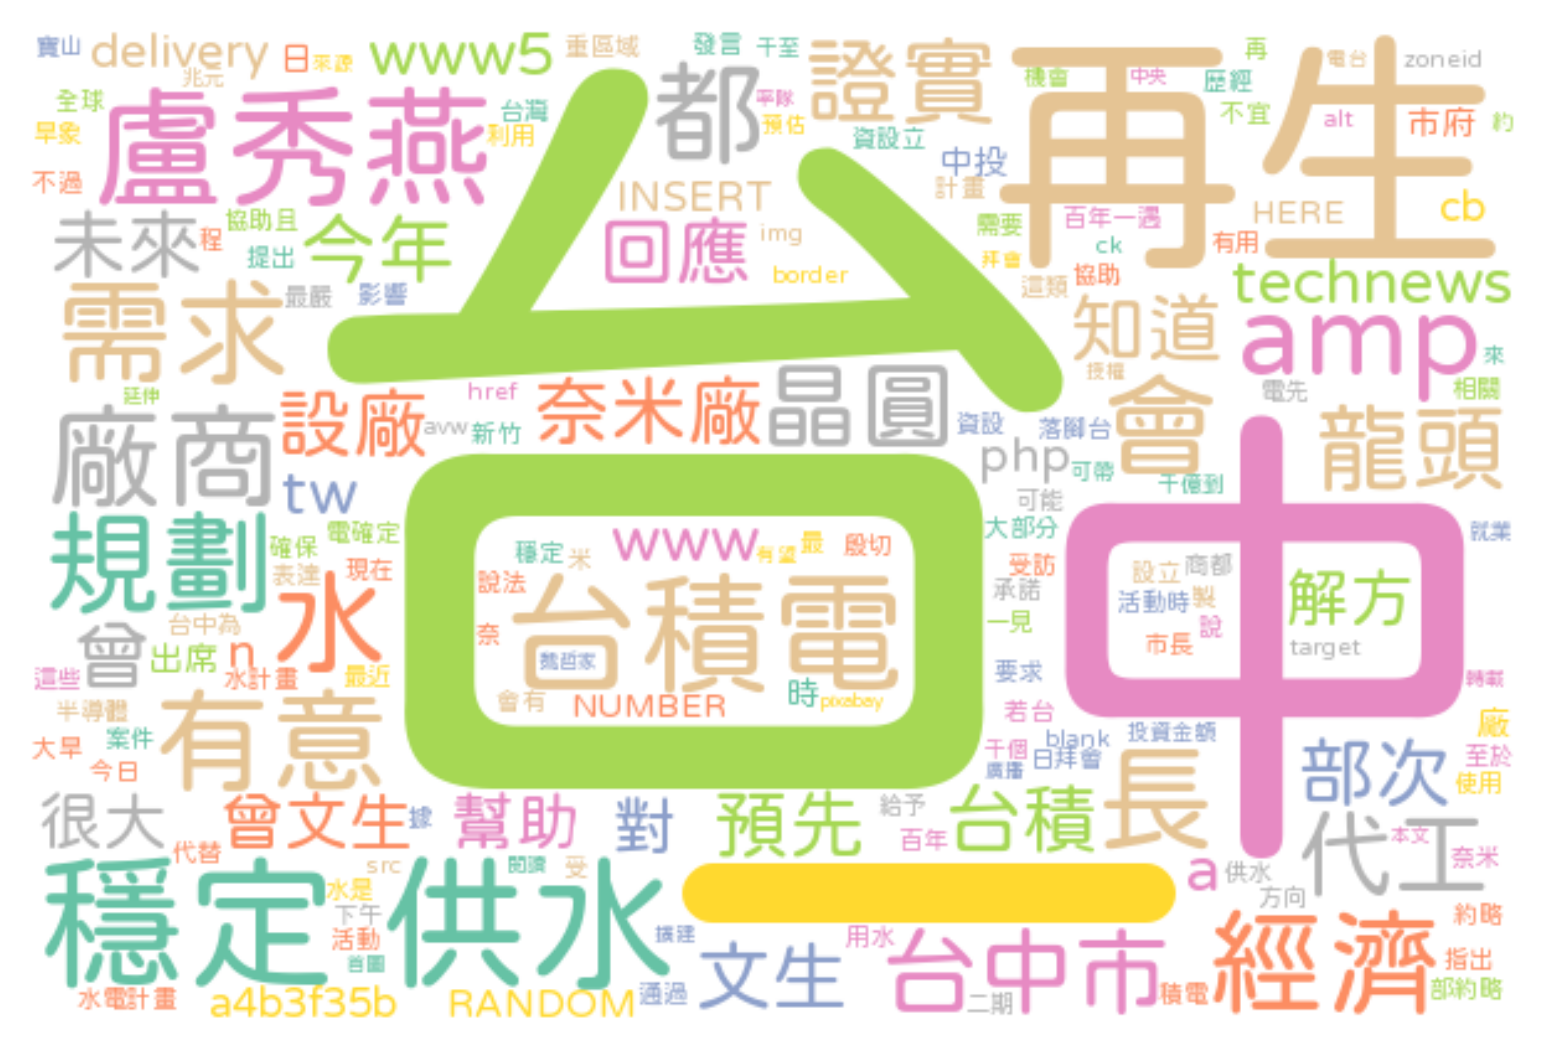 寶山 delivery 日 來源 www5 重區域 發言 千至 證實 再生 再 電台 zoneid
兆元 機會 中央 歷經
全球 盧秀燕 台灣 都 率隊 不宜 alt 市府 約
早象 利用 預估 資設立
不過 中投
INSERT 計畫 cb
未來 程 協助且 今年 台 回應 img 需要 百年一遇 HERE
提出 border 拜會 ck 有用
需求 最嚴 影響 這類 協助 technews
知道 amp 來
延伸 href 授權 電先 相關
廠商 設廠 avw 新竹 奈米廠 晶圓 資設 落腳台 會 龍頭
tw php 可帶 千億到
可能
規劃 確保 電確定 穩定 米 www 有望 最 殷切 大部分 中 就業
表達 現在 說法 台積電 受訪 設立 商都 解方
水 承諾 活動時 製
曾 台中為 出席 n 奈 魏哲家 一見 市長 說 target
這些 水計畫 最近 會有 NUMBER 時 pixabay 要求 轉載
半導體 有意 若台 廠
大旱 案件 千個 blank 投資金額 部次 至於
今日 廣播 日拜會 長 使用
很大 曾文生 據 幫助 對 預先 給予 台積 代工 本文
代替 百年 奈米
穩定供水 src 閱讀 受 一 a 供水
水是 方向
下午 約略
活動 擴建 用水 台中市 經濟 指出
首圖 文生
水電計畫 a4b3f35b RANDOM 通過 二期 積電 部約略